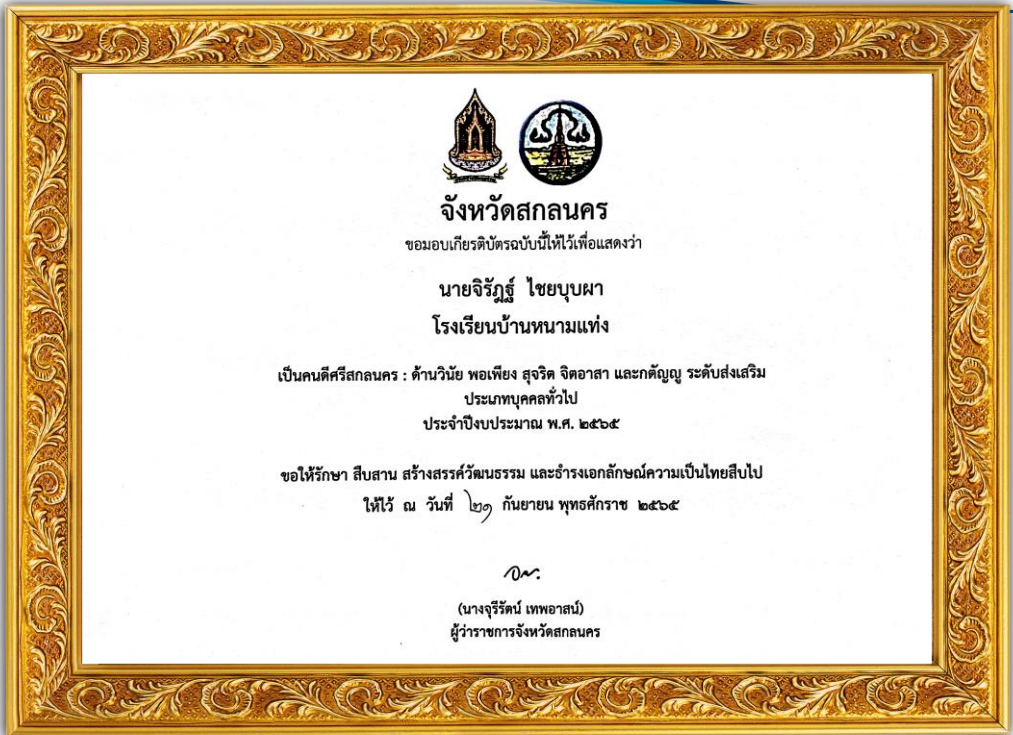 จังหวัดสกลนคร
ขอมอบเกียรติบัตรฉบับนี้ให้ไว้เพื่อแสดงว่า
นายจิรัฏฐ์ ไชยบุบผา
โรงเรียนบ้านหนามแท่ง
เป็นคนดีศรีสกลนคร : ด้านวินัย พอเพียง สุจริต จิตอาสา และกตัญญู ระดับส่งเสริม
ประเภทบุคคลทั่วไป
ประจำปีงบประมาณ พ.ศ. ๒๕๖๕
ขอให้รักษา สืบสาน สร้างสรรค์วัฒนธรรม และธำรงเอกลักษณ์ความเป็นไทยสืบไป
ให้ไว้ ณ วันที่ ๒๑ กันยายน พุทธศักราช ๒๕๖๕
(นางจุรีรัตน์ เทพอาสน์)
ผู้ว่าราชการจังหวัดสกลนคร